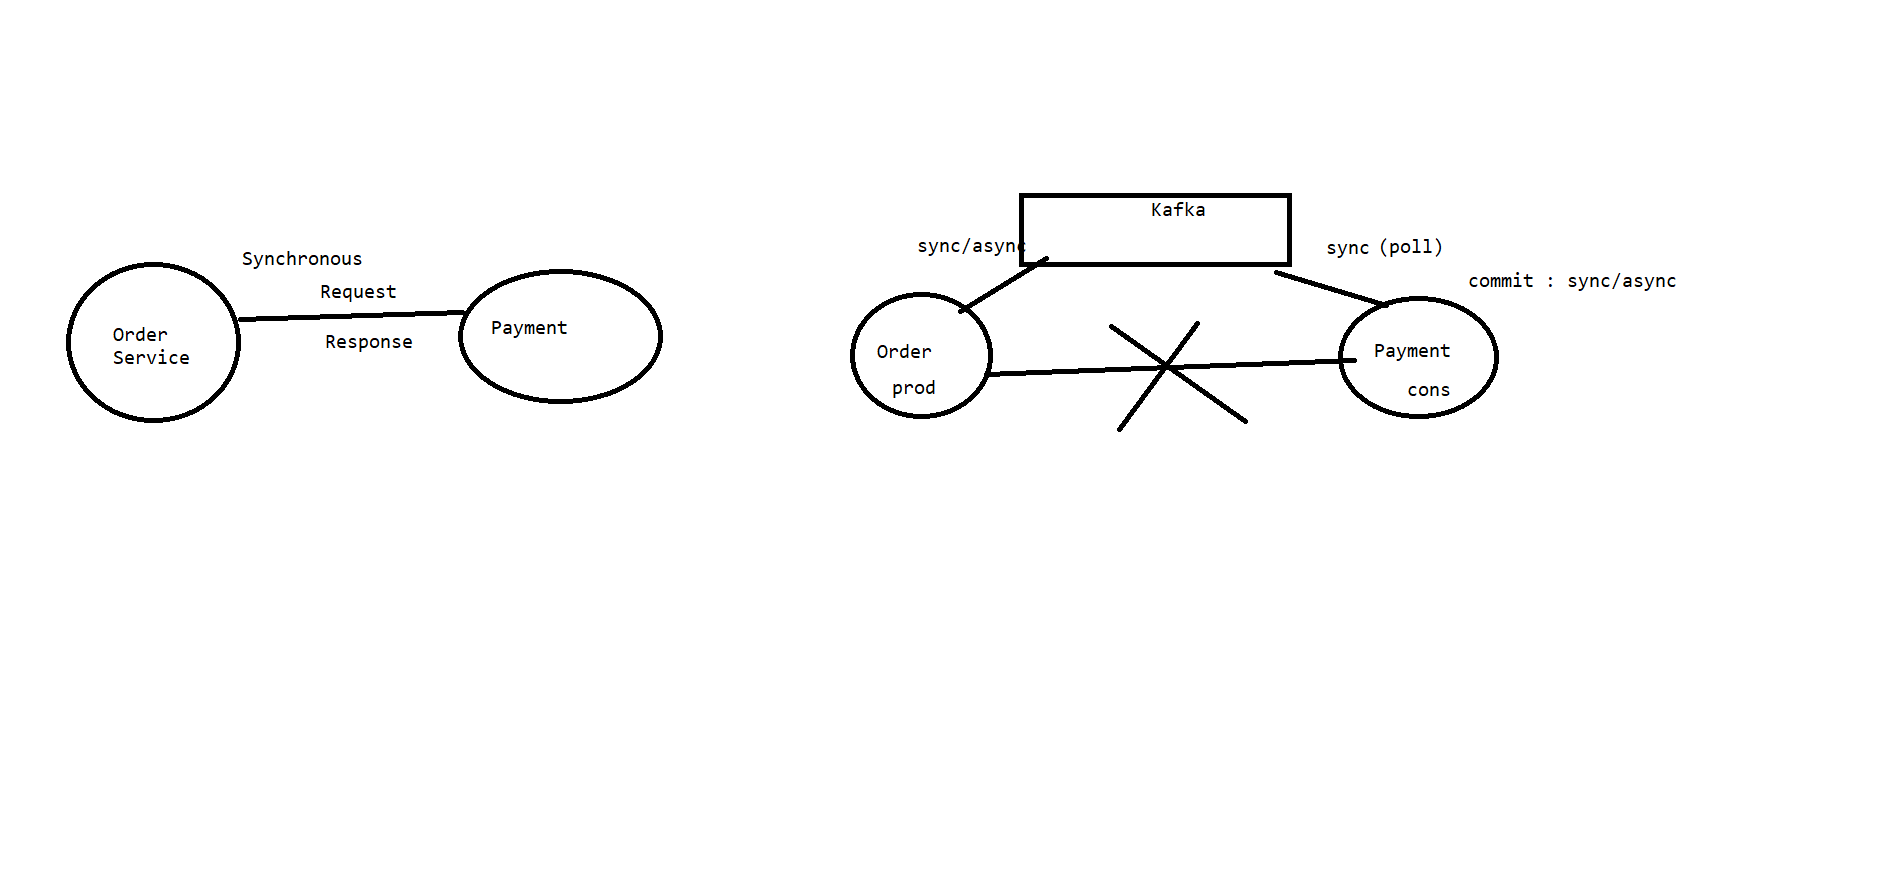 Synchronous
Request
Response
Order
Service
Payment
Kafka
sync/async
sync (poll)
commit : sync/async
Order
prod
Payment
cons